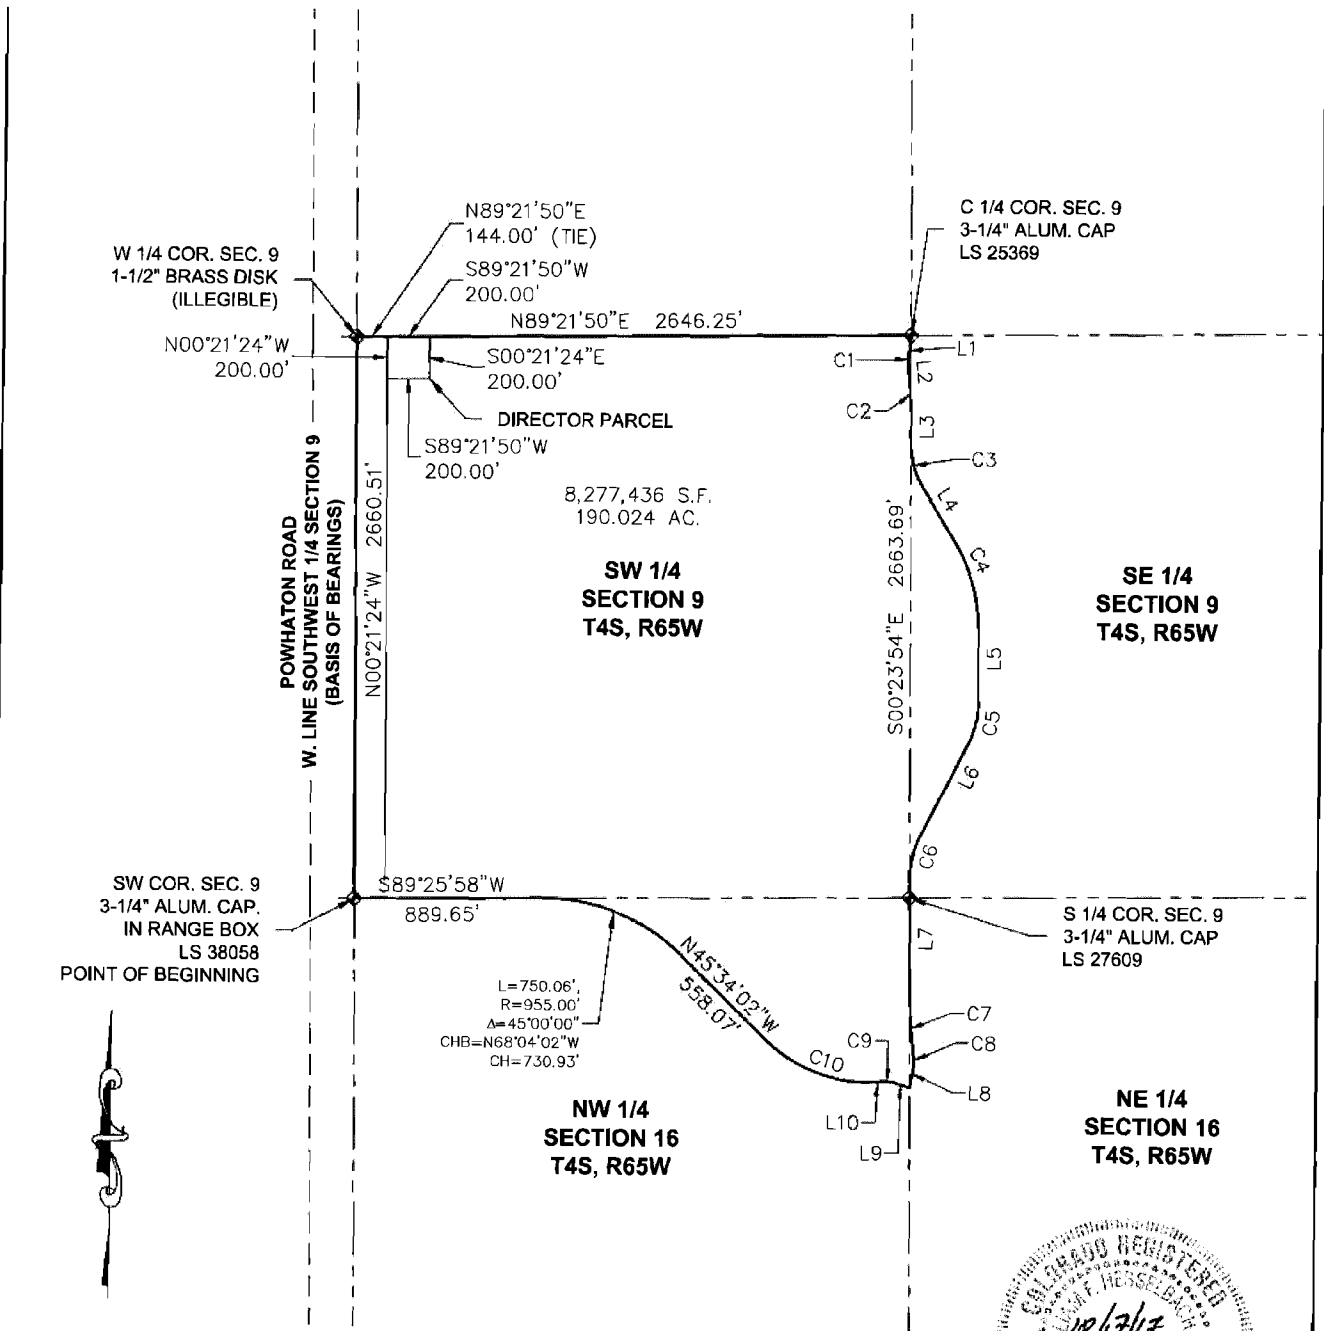 C 1/4 COR. SEC. 9
3-1/4" ALUM. CAP
LS 25369
N89°21'50"E
144.00' (TIE)
W 1/4 COR. SEC. 9
1-1/2" BRASS DISK
(ILLEGIBLE)
S89°21'50"W
200.00'
N89°21'50"E 2646.25'
N00°21'24"W
200.00'
S00°21'24"E
200.00'
C1
L1
L2
C2
L3
DIRECTOR PARCEL
S89°21'50"W
200.00'
C3
L4
8,277,436 S.F.
190.024 AC.
POWHATON ROAD
W. LINE SOUTHWEST 1/4 SECTION 9
(BASIS OF BEARINGS)
N00°21'24"W 2660.51'
S00°23'54"E 2663.69'
SW 1/4
SECTION 9
T4S, R65W
C4
SE 1/4
SECTION 9
T4S, R65W
L5
C5
L6
C6
SW COR. SEC. 9
3-1/4" ALUM. CAP.
IN RANGE BOX
LS 38058
POINT OF BEGINNING
S89°25'58"W
889.65'
S 1/4 COR. SEC. 9
3-1/4" ALUM. CAP
LS 27609
L7
N45°34'02"W
558.07'
L=750.06',
R=955.00'
Δ=45°00'00"
CHB=N68°04'02"W
CH=730.93'
C7
C9
C8
C10
L8
L10
L9
NW 1/4
SECTION 16
T4S, R65W
NE 1/4
SECTION 16
T4S, R65W
COLORADO REGISTERED
F. HESSELBACH